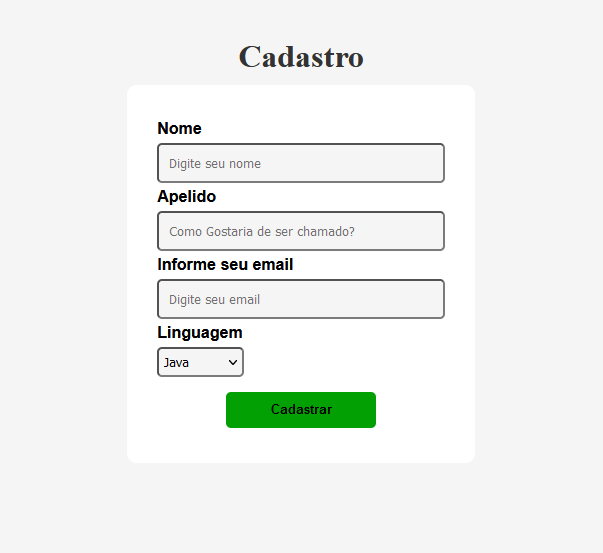 Cadastro
Nome
Digite seu nome
Apelido
Como Gostaria de ser chamado?
Informe seu email
Digite seu email
Linguagem
Java
Cadastrar